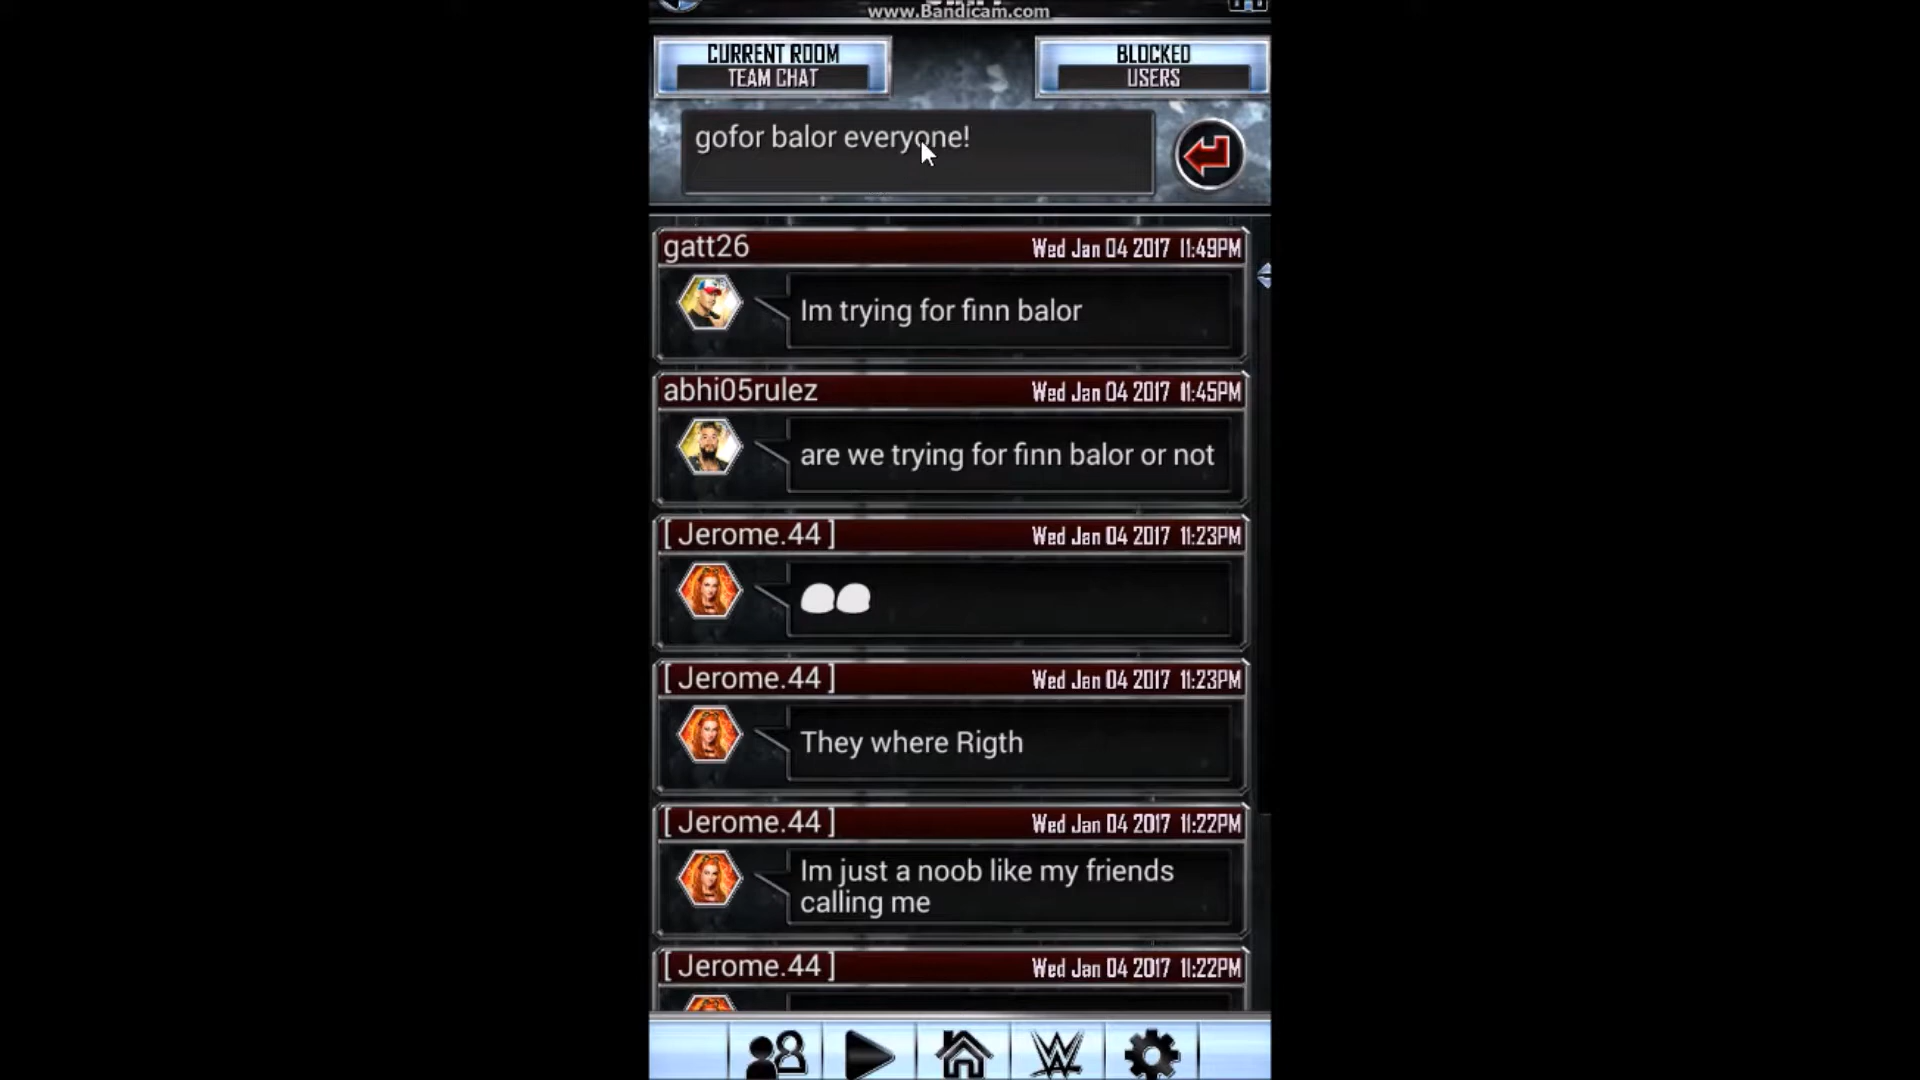 www.Bandicam.com
CURRENT ROOM
TEAM CHAT
BLOCKED
USERS
gofor balor everyone!
gatt26
Wed Jan 04 2017 11:49PM
Im trying for finn balor
abhi05rulez
Wed Jan 04 2017 11:45PM
are we trying for finn balor or not
[ Jerome.44 ]
Wed Jan 04 2017 11:23PM
[ Jerome.44 ]
Wed Jan 04 2017 11:23PM
They where Rigth
[ Jerome.44 ]
Wed Jan 04 2017 11:22PM
Im just a noob like my friends
calling me
[ Jerome.44 ]
Wed Jan 04 2017 11:22PM